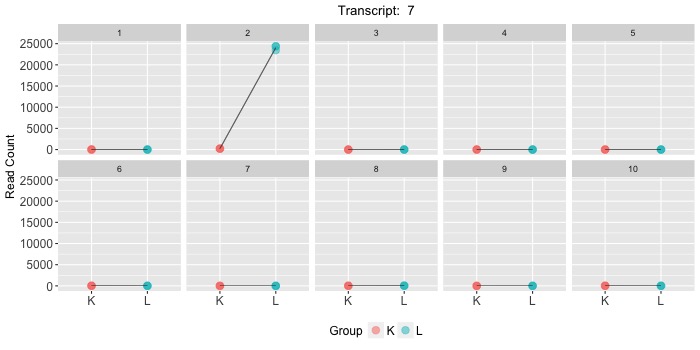 Transcript: 7
1 2 3 4 5
25000
20000
15000
10000
5000
0
6 7 8 9 10
25000
20000
15000
10000
5000
0
Read Count
K L K L K L K L K L
Group K L